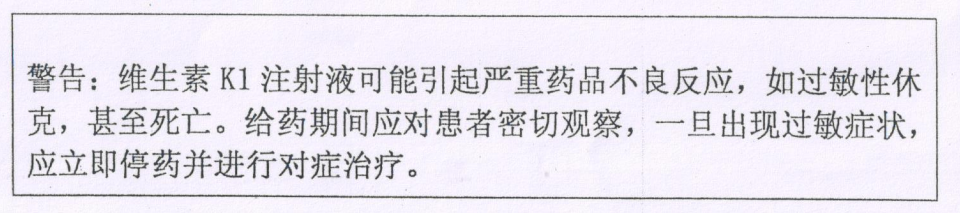 警告：维生素 K1 注射液可能引起严重药品不良反应，如过敏性休
克，甚至死亡。给药期间应对患者密切观察，一旦出现过敏症状，
应立即停药并进行对症治疗。